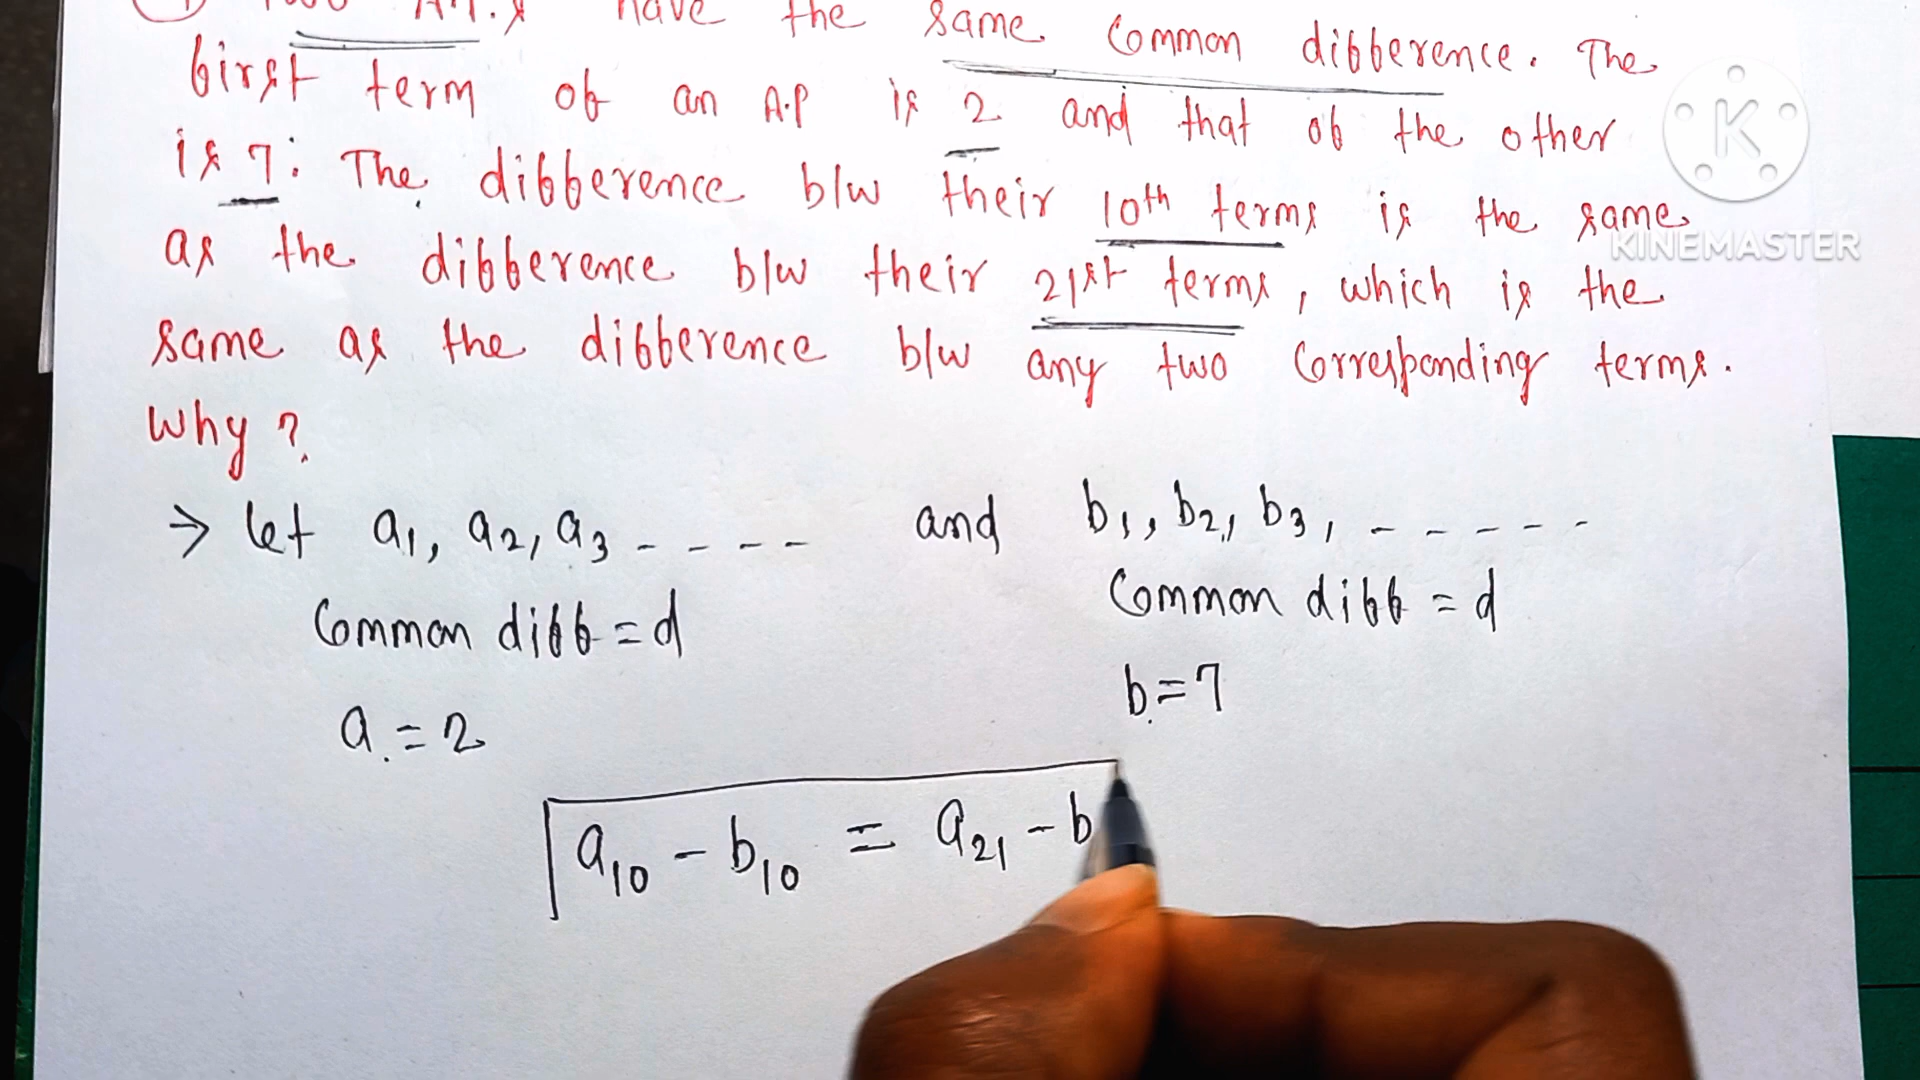 have the same common difference. The
first term of an A.P is 2 and that of the other
is 7. The difference b/w their 10th terms is the same
as the difference b/w their 21st terms, which is the
same as the difference b/w any two corresponding terms.
Why?
K
KINEMASTER
→ let a1, a2, a3 - - - - and b1, b2, b3, - - - - -
Common diff = d Common diff = d
a = 2 b = 7
a10 - b10 = a21 - b